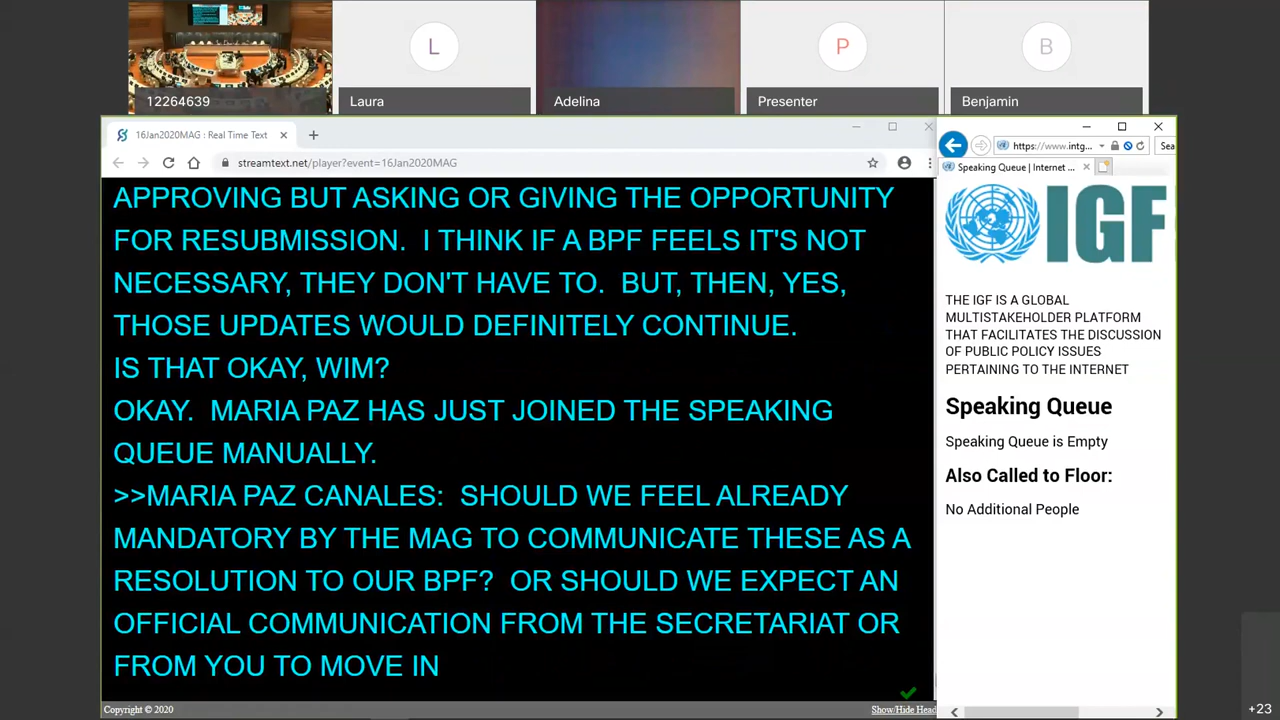 L
P
B
12264639
Laura
Adelina
Presenter
Benjamin
16Jan2020MAG : Real Time Text
streamtext.net/player?event=16Jan2020MAG
APPROVING BUT ASKING OR GIVING THE OPPORTUNITY
FOR RESUBMISSION. I THINK IF A BPF FEELS IT'S NOT
NECESSARY, THEY DON'T HAVE TO. BUT, THEN, YES,
THOSE UPDATES WOULD DEFINITELY CONTINUE.
IS THAT OKAY, WIM?
OKAY. MARIA PAZ HAS JUST JOINED THE SPEAKING
QUEUE MANUALLY.
>>MARIA PAZ CANALES: SHOULD WE FEEL ALREADY
MANDATORY BY THE MAG TO COMMUNICATE THESE AS A
RESOLUTION TO OUR BPF? OR SHOULD WE EXPECT AN
OFFICIAL COMMUNICATION FROM THE SECRETARIAT OR
FROM YOU TO MOVE IN
Copyright © 2020
Show/Hide Head
https://www.intg...
Sea
Speaking Queue | Internet ...
IGF
THE IGF IS A GLOBAL
MULTISTAKEHOLDER PLATFORM
THAT FACILITATES THE DISCUSSION
OF PUBLIC POLICY ISSUES
PERTAINING TO THE INTERNET
Speaking Queue
Speaking Queue is Empty
Also Called to Floor:
No Additional People
+23